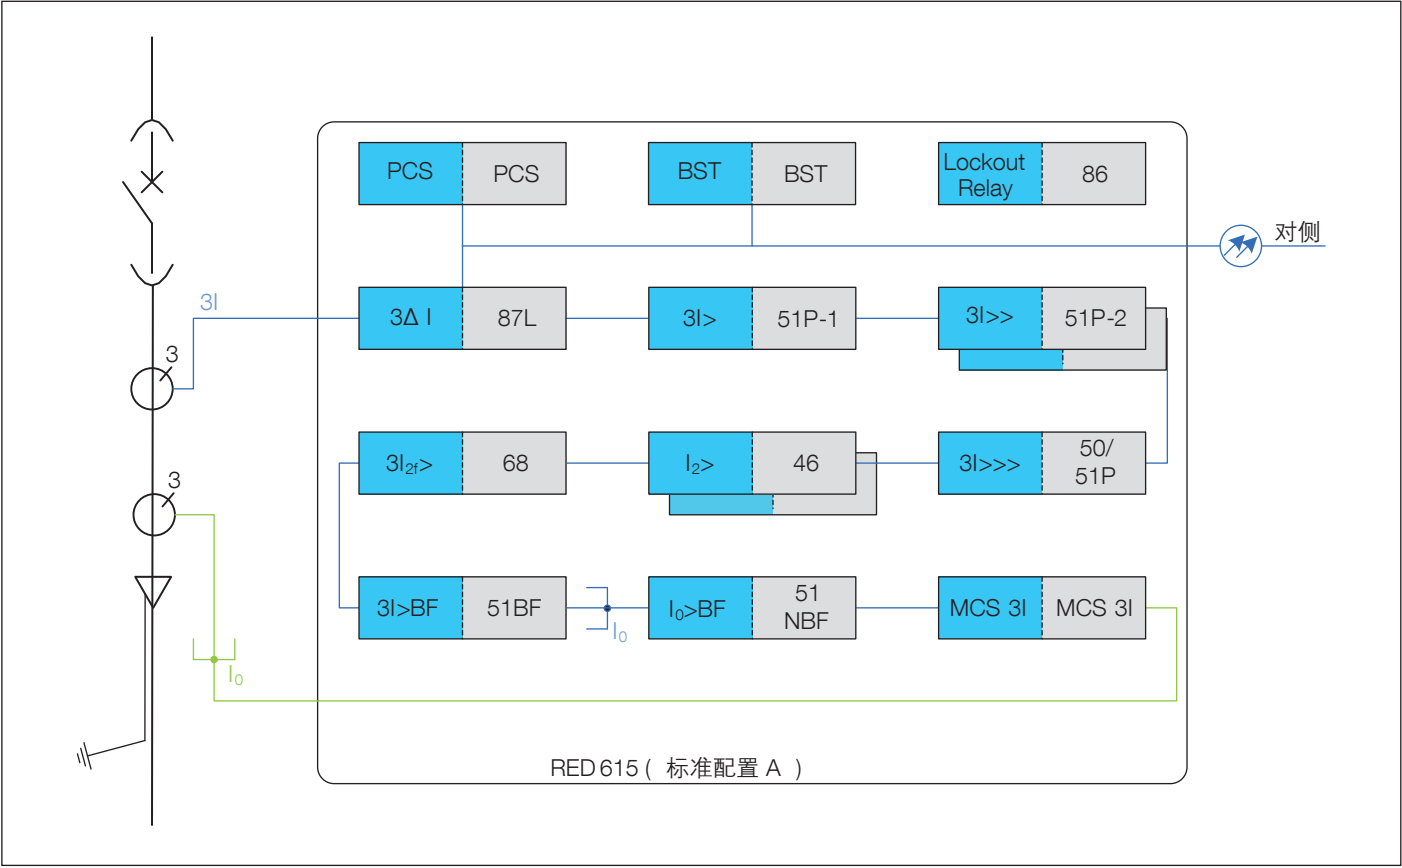 PCS PCS
BST BST
Lockout
Relay
86
对侧
3I
3Δ I 87L
3I> 51P-1
3I>> 51P-2
3
3I₂f> 68
I₂> 46
3I>>> 50/
51P
3
3I>BF 51BF
I₀
I₀>BF 51
NBF
MCS 3I MCS 3I
I₀
RED 615 ( 标准配置 A )